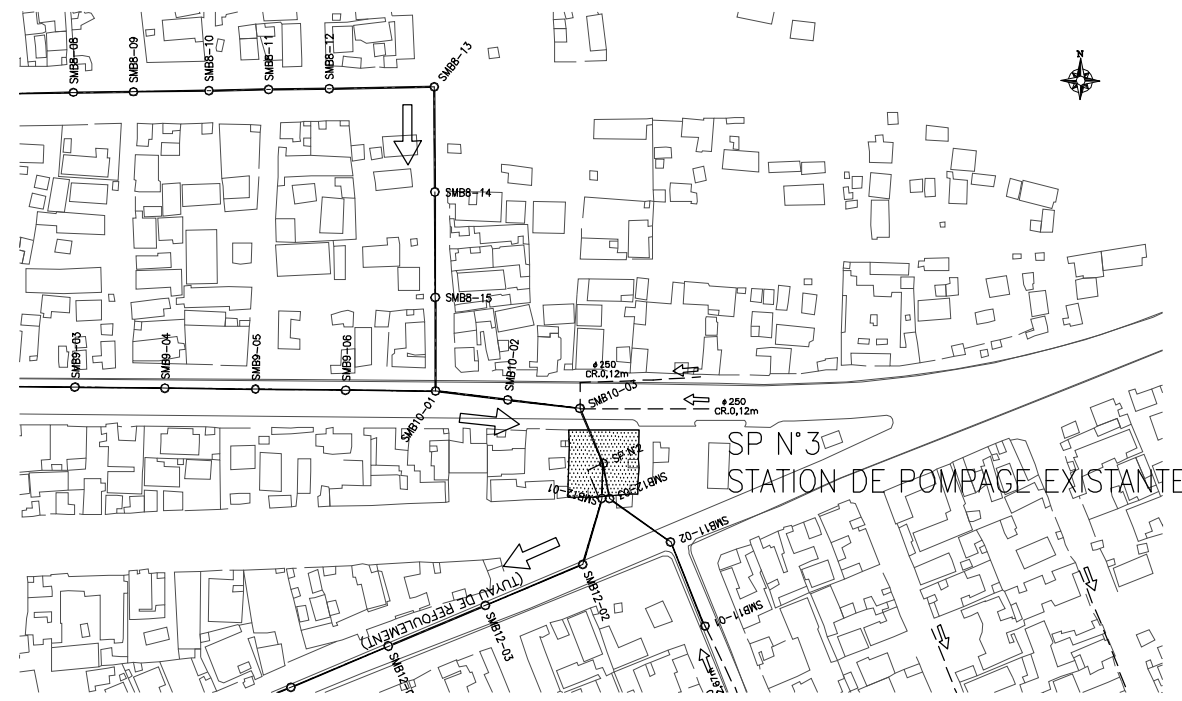 SMB8-08
SMB8-09
SMB8-10
SMB8-11
SMB8-12
SMB8-13
N
SMB8-14
SMB8-15
SMB9-03
SMB9-04
SMB9-05
SMB9-06
SMB10-02
ø250
CR.0,12m
SMB10-03
ø250
CR.0,12m
SMB10-01
SP N°3
STATION DE POMPAGE EXISTANTE
SP N°2
SMB12-01
SMB11-02
SMB12-02
(TUYAU DE REFOULEMENT)
SMB11-01
SMB12-03